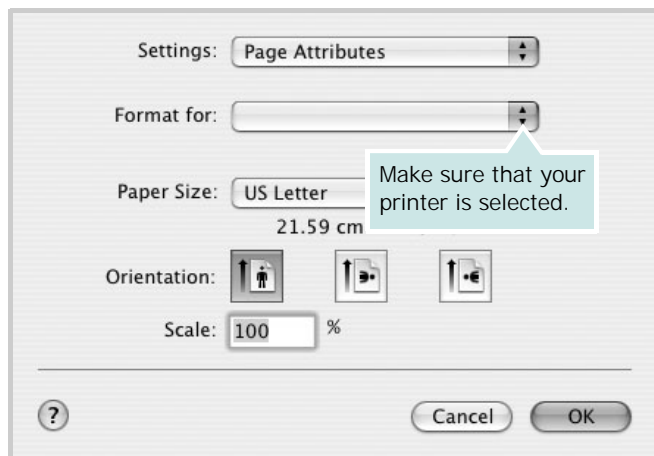 Settings: Page Attributes
Format for:
Make sure that your
printer is selected.
Paper Size: US Letter
21.59 cm
Orientation:
Scale: 100 %
? Cancel OK